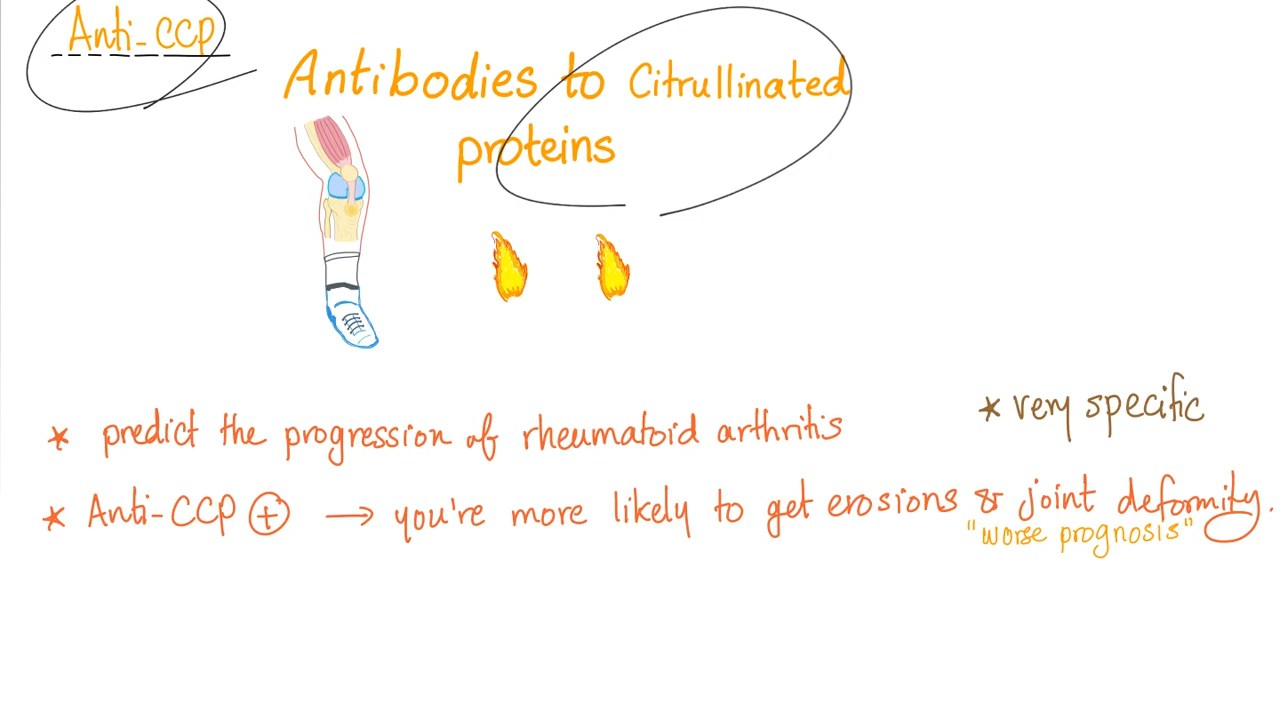 Anti-CCP
Antibodies to Citrullinated
proteins
* very specific
* predict the progression of rheumatoid arthritis
* Anti-CCP + → you're more likely to get erosions & joint deformity.
"worse prognosis"